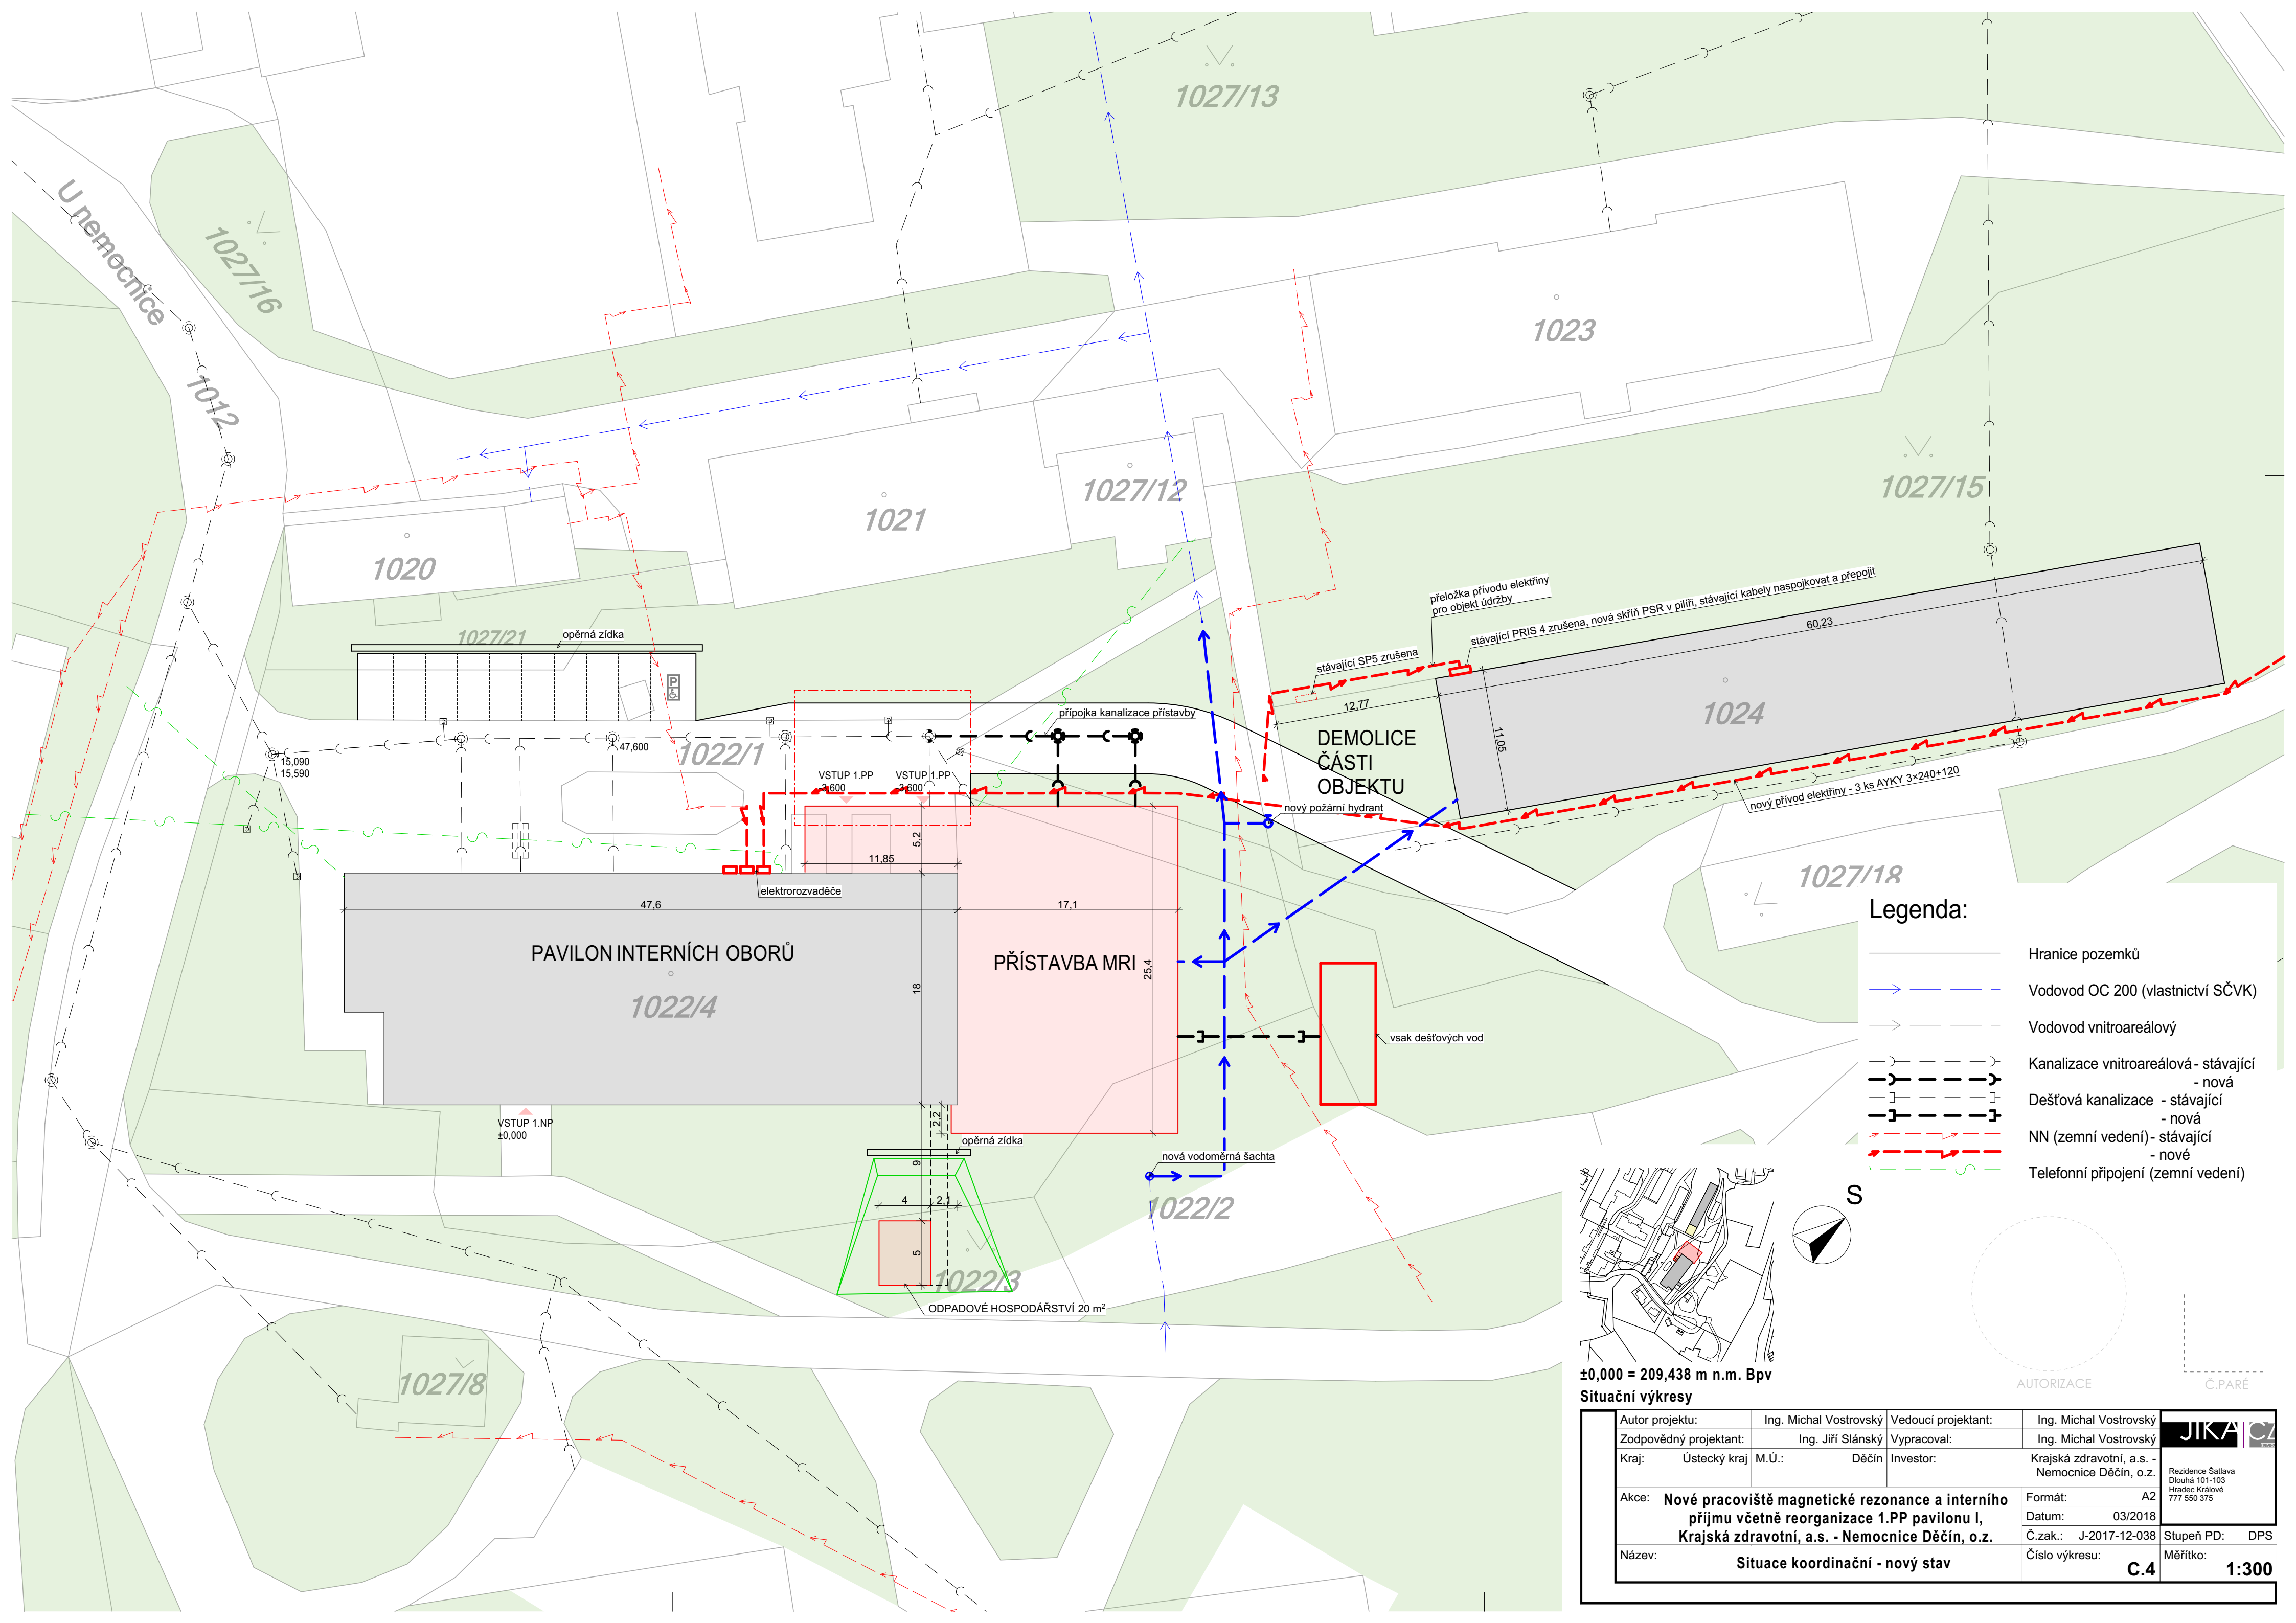 1027/13
U nemocnice
1027/16
1023
1012
1027/12
1021
1027/15
1020
1027/21
opěrná zídka
P
přeložka přívodu elektřiny
pro objekt údržby
stávající PRIS 4 zrušena, nová skříň PSR v pilíři, stávající kabely naspojkovat a přepojit
stávající SP5 zrušena
60,23
12,77
11,05
1024
přípojka kanalizace přístavby
DEMOLICE
ČÁSTI
OBJEKTU
47,600
1022/1
15,090
15,590
VSTUP 1.PP
-3,600
VSTUP 1.PP
-3,600
nový požární hydrant
nový přívod elektřiny - 3 ks AYKY 3×240+120
5,2
11,85
elektrorozvaděče
1027/18
47,6
17,1
PAVILON INTERNÍCH OBORŮ
PŘÍSTAVBA MRI
25,4
18
1022/4
vsak dešťových vod
VSTUP 1.NP
±0,000
2,2
opěrná zídka
9
nová vodoměrná šachta
4
2,1
1022/2
5
1022/3
ODPADOVÉ HOSPODÁŘSTVÍ 20 m²
1027/8
Legenda:
Hranice pozemků
Vodovod OC 200 (vlastnictví SČVK)
Vodovod vnitroareálový
Kanalizace vnitroareálová - stávající
- nová
Dešťová kanalizace - stávající
- nová
NN (zemní vedení) - stávající
- nové
Telefonní připojení (zemní vedení)
S
AUTORIZACE
Č.PARÉ
±0,000 = 209,438 m n.m. Bpv
Situační výkresy
Autor projektu: Ing. Michal Vostrovský Vedoucí projektant: Ing. Michal Vostrovský
Zodpovědný projektant: Ing. Jiří Slánský Vypracoval: Ing. Michal Vostrovský
Kraj: Ústecký kraj M.Ú.: Děčín Investor: Krajská zdravotní, a.s. -
Nemocnice Děčín, o.z.
JIKA CZ
Rezidence Šatlava
Dlouhá 101-103
Hradec Králové
777 550 375
Akce: Nové pracoviště magnetické rezonance a interního
příjmu včetně reorganizace 1.PP pavilonu I,
Krajská zdravotní, a.s. - Nemocnice Děčín, o.z.
Formát: A2
Datum: 03/2018
Č.zak.: J-2017-12-038 Stupeň PD: DPS
Název: Situace koordinační - nový stav
Číslo výkresu: C.4
Měřítko: 1:300